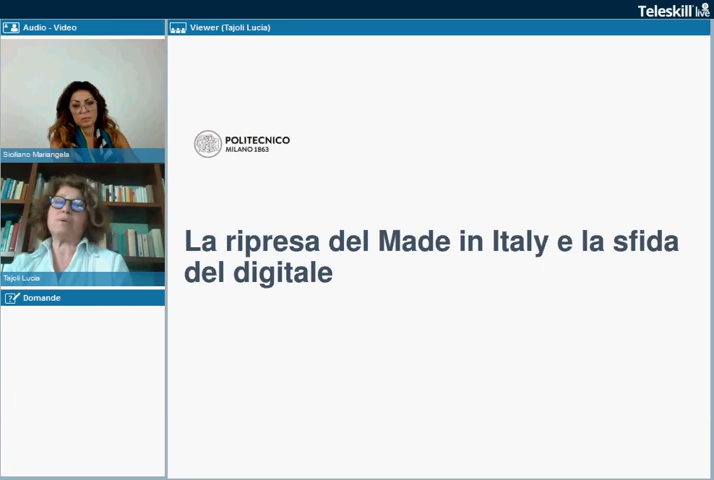 Teleskill live
Audio - Video
Viewer (Tajoli Lucia)
Siciliano Mariangela
Tajoli Lucia
Domande
POLITECNICO
MILANO 1863
La ripresa del Made in Italy e la sfida
del digitale